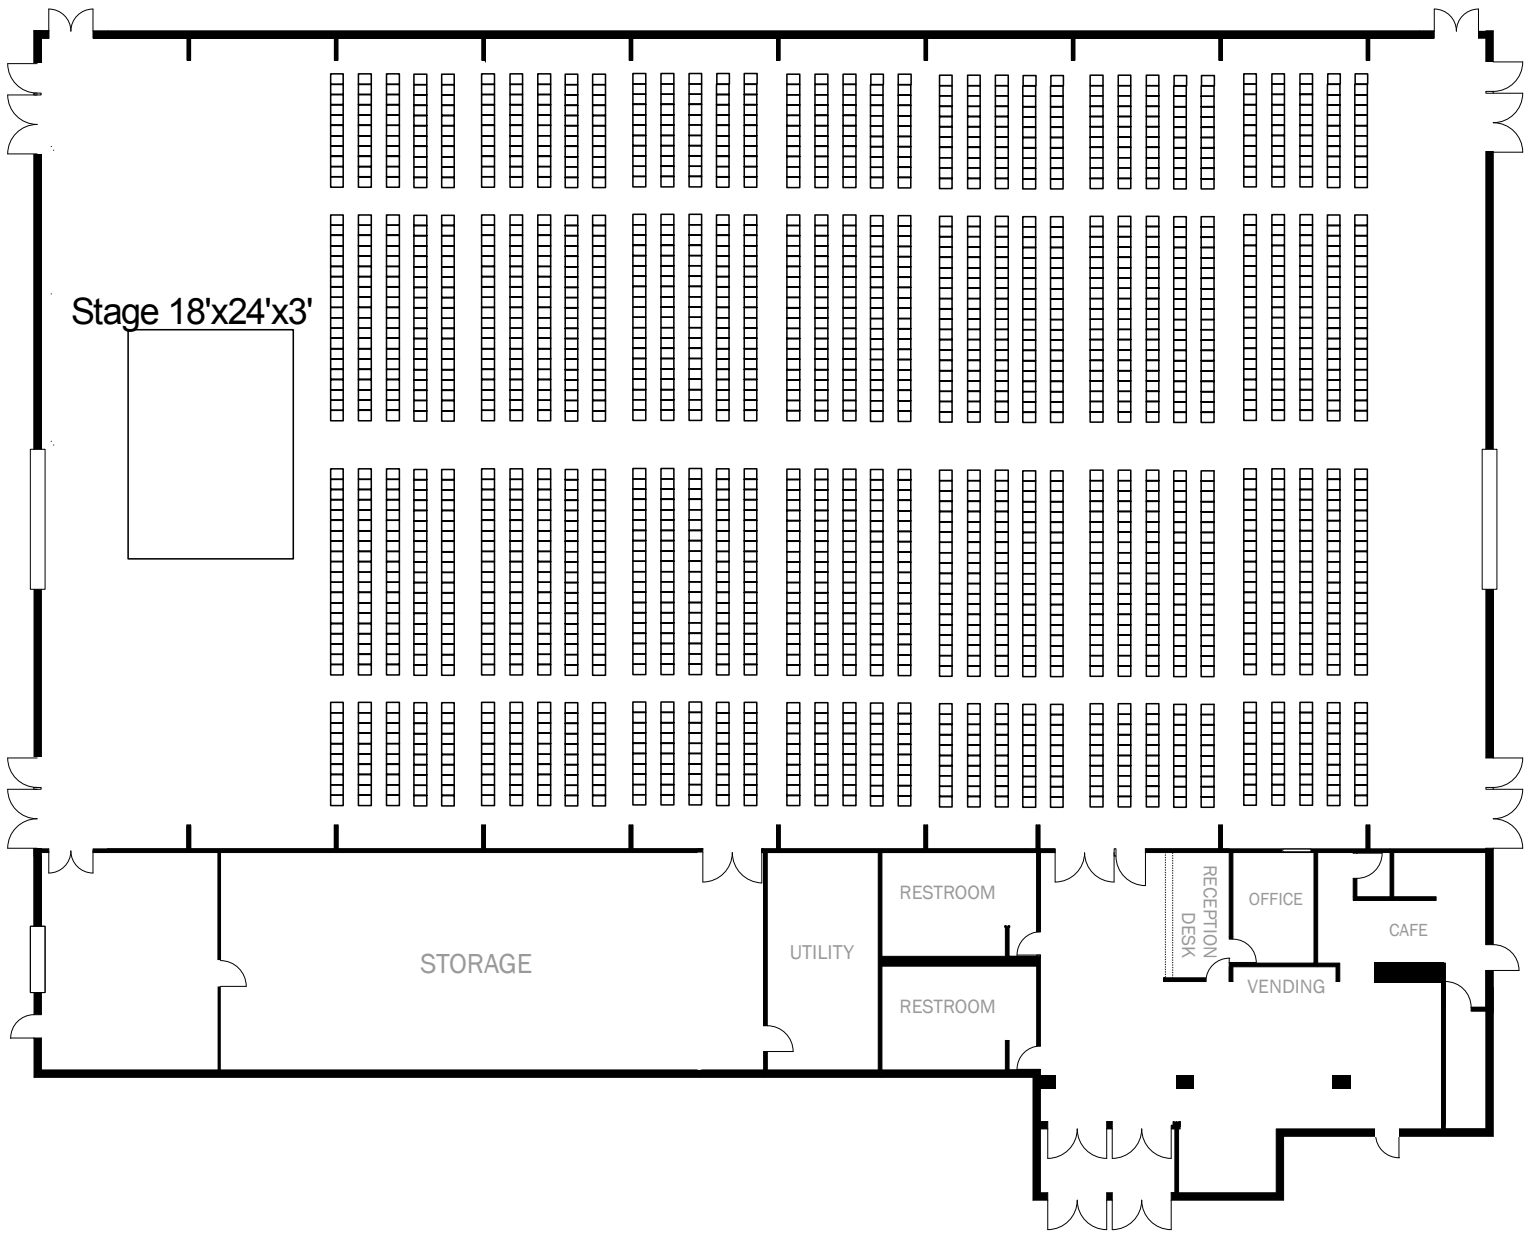 Stage 18'x24'x3'
RESTROOM
RECEPTION
DESK
OFFICE
CAFE
STORAGE
UTILITY
VENDING
RESTROOM